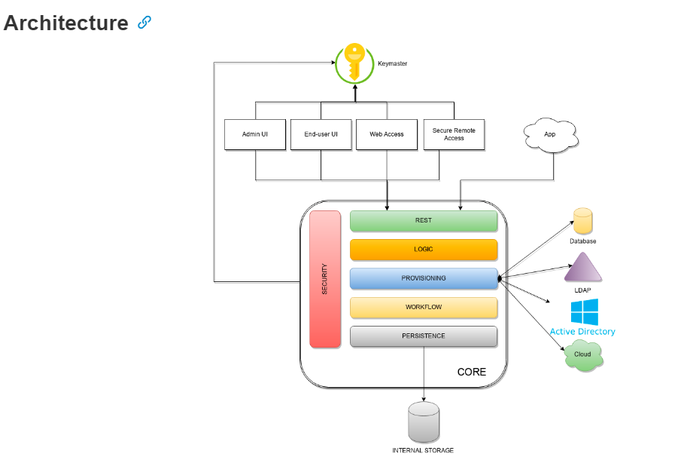 Architecture
Keymaster
Admin UI
End-user UI
Web Access
Secure Remote
Access
App
REST
LOGIC
PROVISIONING
WORKFLOW
PERSISTENCE
SECURITY
CORE
Database
LDAP
Active Directory
Cloud
INTERNAL STORAGE